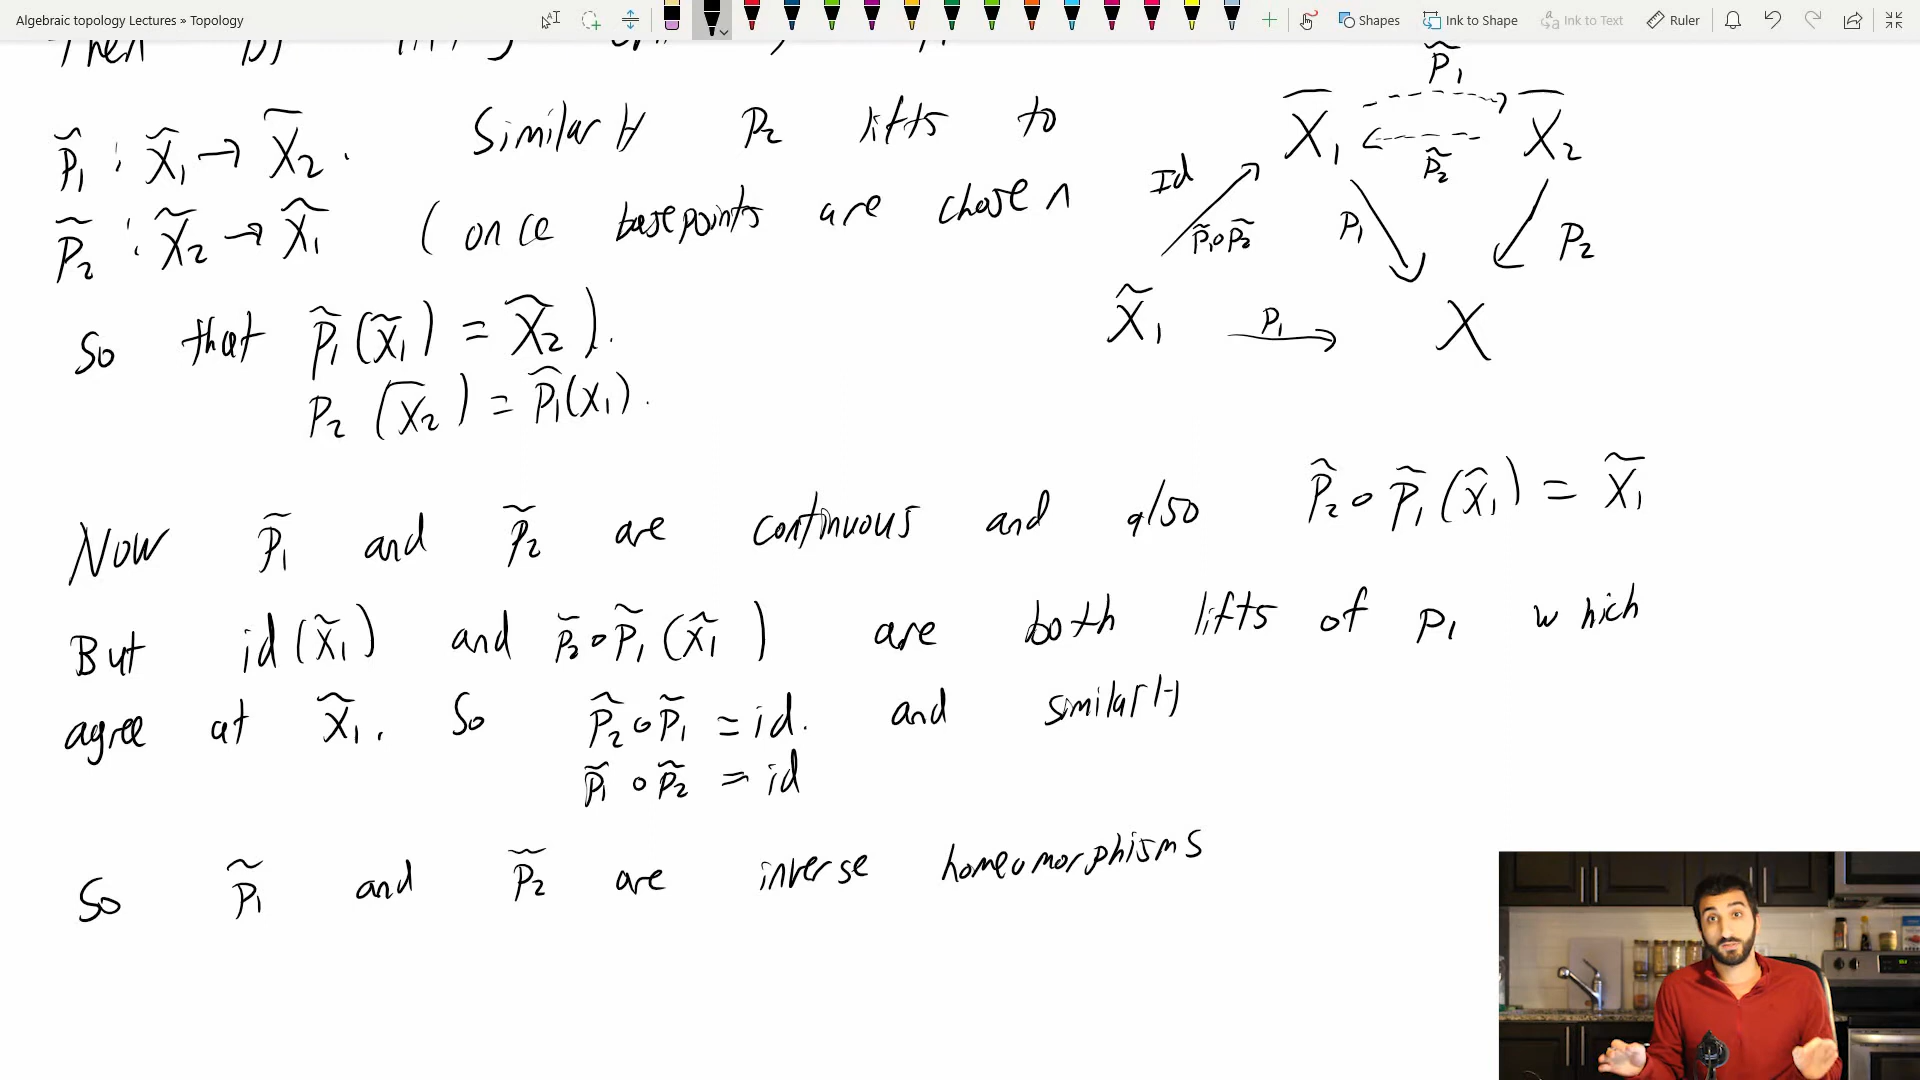 Algebraic topology Lectures » Topology
Shapes
Ink to Shape
Ink to Text
Ruler
Then by
p̃₁ : X̃₁ → X̃₂. Similarly p₂ lifts to
p̃₂ : X̃₂ → X̃₁ (once basepoints are chosen
So that p̃₁(x̃₁) = x̃₂).
p₂(x̃₂) = p̃₁(x₁).
p̃₁
X̃₁ X̃₂
p̃₂
Id
p̃₁∘p̃₂ p₁ p₂
X̃₁ p₁ X
Now p̃₁ and p̃₂ are continuous and also p̃₂∘p̃₁(x̃₁) = x̃₁
But id(x̃₁) and p̃₂∘p̃₁(x̃₁) are both lifts of p₁ which
agree at x̃₁. So p̃₂∘p̃₁ = id. and similarly
p̃₁∘p̃₂ = id
So p̃₁ and p̃₂ are inverse homeomorphisms